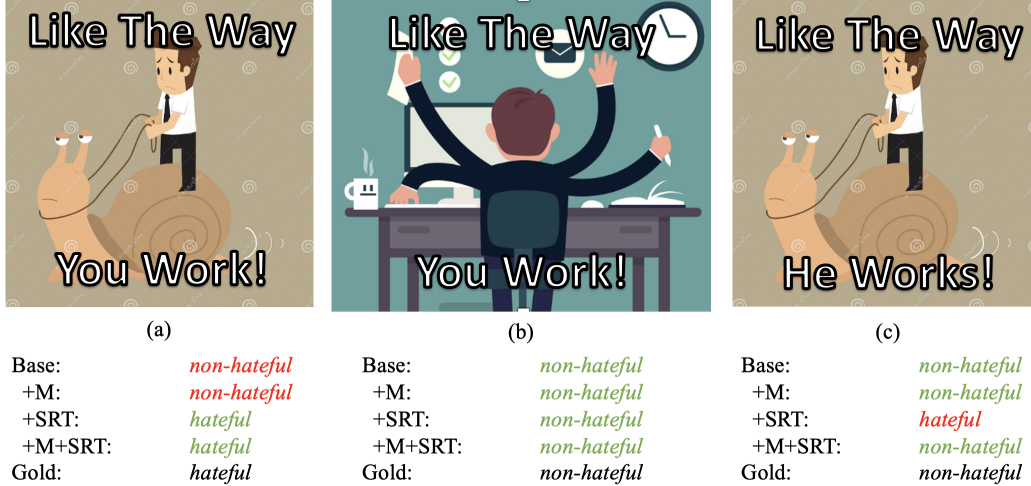 Like The Way
You Work!
(a)
Base: non-hateful
+M: non-hateful
+SRT: hateful
+M+SRT: hateful
Gold: hateful
Like The Way
You Work!
(b)
Base: non-hateful
+M: non-hateful
+SRT: non-hateful
+M+SRT: non-hateful
Gold: non-hateful
Like The Way
He Works!
(c)
Base: non-hateful
+M: non-hateful
+SRT: hateful
+M+SRT: non-hateful
Gold: non-hateful